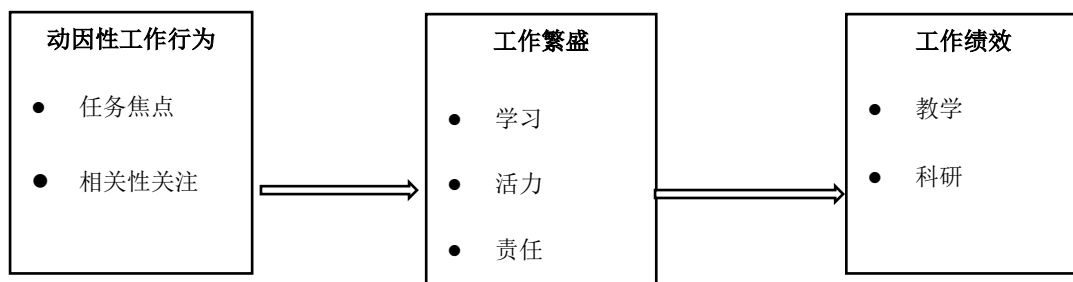 动因性工作行为
● 任务焦点
● 相关性关注
工作繁盛
● 学习
● 活力
● 责任
工作绩效
● 教学
● 科研